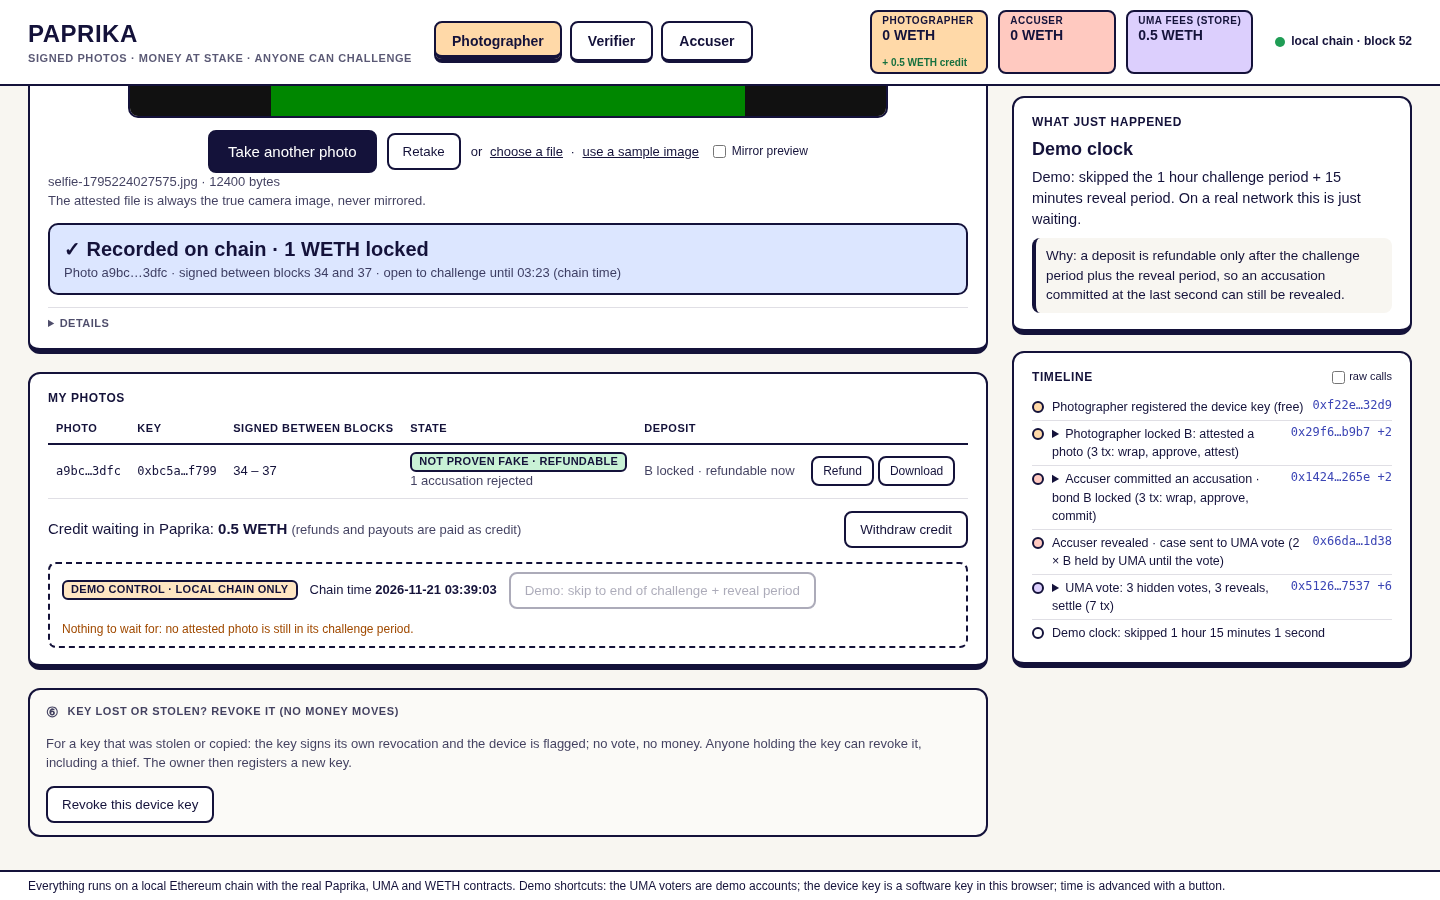 PAPRIKA
SIGNED PHOTOS · MONEY AT STAKE · ANYONE CAN CHALLENGE
Photographer
Verifier
Accuser
PHOTOGRAPHER
0 WETH
+ 0.5 WETH credit
ACCUSER
0 WETH
UMA FEES (STORE)
0.5 WETH
local chain · block 52
Take another photo
Retake
or choose a file · use a sample image
Mirror preview
selfie-1795224027575.jpg · 12400 bytes
The attested file is always the true camera image, never mirrored.
✓ Recorded on chain · 1 WETH locked
Photo a9bc…3dfc · signed between blocks 34 and 37 · open to challenge until 03:23 (chain time)
DETAILS
MY PHOTOS
PHOTO KEY SIGNED BETWEEN BLOCKS STATE DEPOSIT
a9bc…3dfc 0xbc5a…f799 34 – 37 NOT PROVEN FAKE · REFUNDABLE B locked · refundable now Refund Download
1 accusation rejected
Credit waiting in Paprika: 0.5 WETH (refunds and payouts are paid as credit)
Withdraw credit
DEMO CONTROL · LOCAL CHAIN ONLY Chain time 2026-11-21 03:39:03 Demo: skip to end of challenge + reveal period
Nothing to wait for: no attested photo is still in its challenge period.
⑥ KEY LOST OR STOLEN? REVOKE IT (NO MONEY MOVES)
For a key that was stolen or copied: the key signs its own revocation and the device is flagged; no vote, no money. Anyone holding the key can revoke it,
including a thief. The owner then registers a new key.
Revoke this device key
WHAT JUST HAPPENED
Demo clock
Demo: skipped the 1 hour challenge period + 15
minutes reveal period. On a real network this is just
waiting.
Why: a deposit is refundable only after the challenge
period plus the reveal period, so an accusation
committed at the last second can still be revealed.
TIMELINE
raw calls
Photographer registered the device key (free) 0xf22e…32d9
Photographer locked B: attested a 0x29f6…b9b7 +2
photo (3 tx: wrap, approve, attest)
Accuser committed an accusation · 0x1424…265e +2
bond B locked (3 tx: wrap, approve,
commit)
Accuser revealed · case sent to UMA vote (2 0x66da…1d38
× B held by UMA until the vote)
UMA vote: 3 hidden votes, 3 reveals, 0x5126…7537 +6
settle (7 tx)
Demo clock: skipped 1 hour 15 minutes 1 second
Everything runs on a local Ethereum chain with the real Paprika, UMA and WETH contracts. Demo shortcuts: the UMA voters are demo accounts; the device key is a software key in this browser; time is advanced with a button.